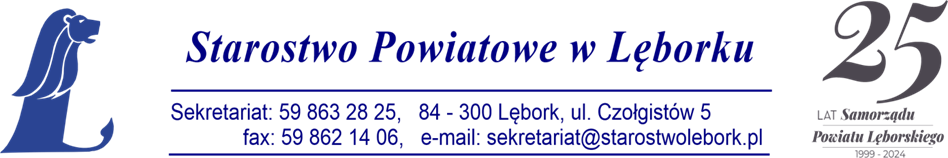 Starostwo Powiatowe w Lęborku
Sekretariat: 59 863 28 25, 84 - 300 Lębork, ul. Czołgistów 5
fax: 59 862 14 06, e-mail: sekretariat@starostwolebork.pl
25
LAT Samorządu
Powiatu Lęborskiego
1999 - 2024